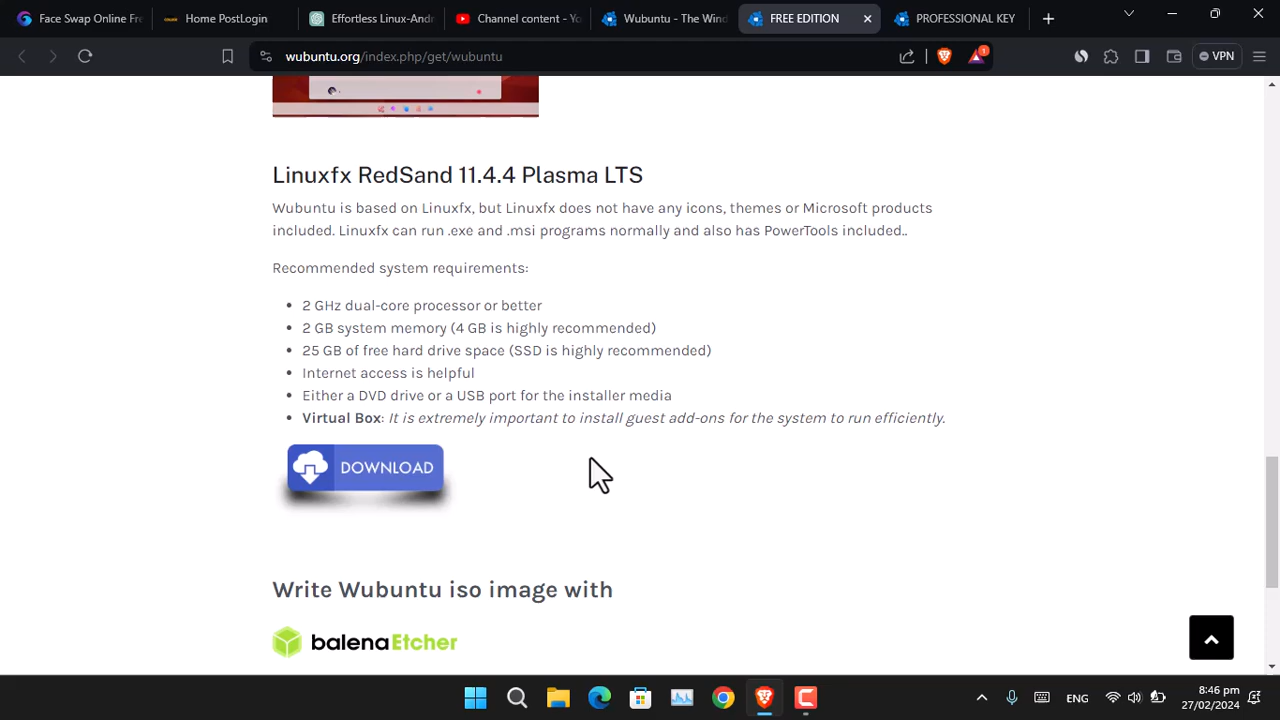 Face Swap Online Fre
Home PostLogin
Effortless Linux-And
Channel content - Yo
Wubuntu - The Wind
FREE EDITION
PROFESSIONAL KEY
wubuntu.org/index.php/get/wubuntu
1
VPN
Linuxfx RedSand 11.4.4 Plasma LTS
Wubuntu is based on Linuxfx, but Linuxfx does not have any icons, themes or Microsoft products
included. Linuxfx can run .exe and .msi programs normally and also has PowerTools included..
Recommended system requirements:
• 2 GHz dual-core processor or better
• 2 GB system memory (4 GB is highly recommended)
• 25 GB of free hard drive space (SSD is highly recommended)
• Internet access is helpful
• Either a DVD drive or a USB port for the installer media
• Virtual Box: It is extremely important to install guest add-ons for the system to run efficiently.
DOWNLOAD
Write Wubuntu iso image with
balenaEtcher
ENG
8:46 pm
27/02/2024